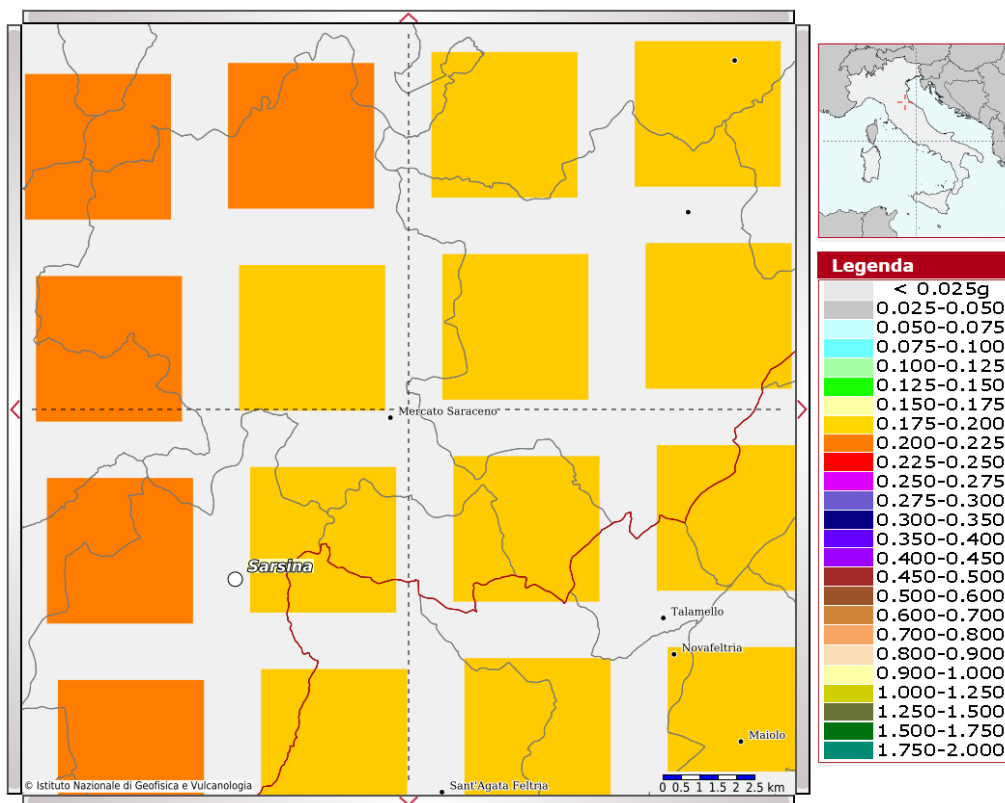 Mercato Saraceno
Sarsina
Talamello
Novafeltria
Maiolo
Sant'Agata Feltria
© Istituto Nazionale di Geofisica e Vulcanologia
0 0.5 1 1.5 2 2.5 km
Legenda
< 0.025g
0.025-0.050
0.050-0.075
0.075-0.100
0.100-0.125
0.125-0.150
0.150-0.175
0.175-0.200
0.200-0.225
0.225-0.250
0.250-0.275
0.275-0.300
0.300-0.350
0.350-0.400
0.400-0.450
0.450-0.500
0.500-0.600
0.600-0.700
0.700-0.800
0.800-0.900
0.900-1.000
1.000-1.250
1.250-1.500
1.500-1.750
1.750-2.000